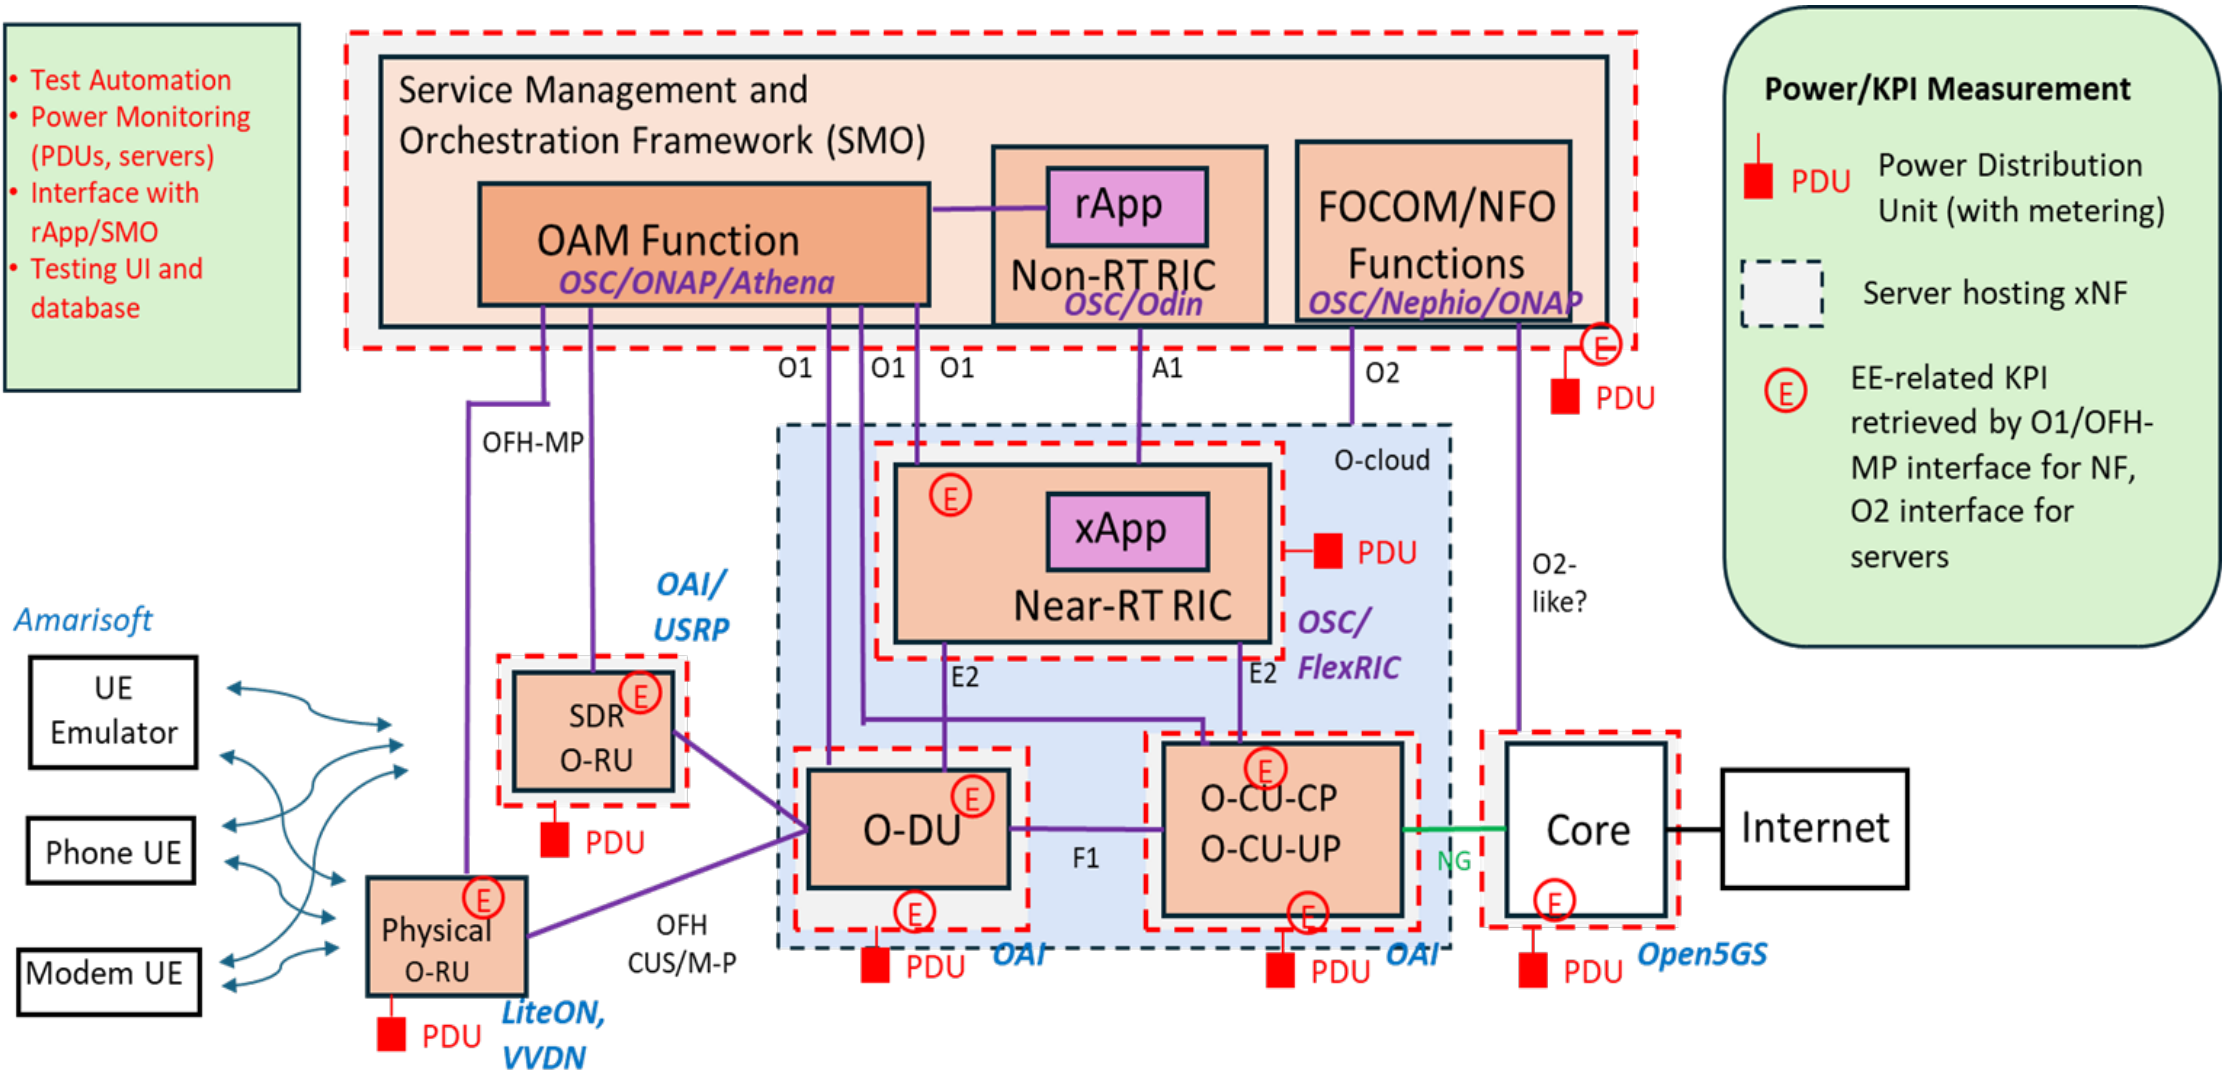 • Test Automation
• Power Monitoring
(PDUs, servers)
• Interface with
rApp/SMO
• Testing UI and
database
Service Management and
Orchestration Framework (SMO)
OAM Function
OSC/ONAP/Athena
rApp
Non-RT RIC
OSC/Odin
FOCOM/NFO
Functions
OSC/Nephio/ONAP
E
PDU
Power/KPI Measurement
PDU
Power Distribution
Unit (with metering)
Server hosting xNF
E
EE-related KPI
retrieved by O1/OFH-
MP interface for NF,
O2 interface for
servers
O1
O1
O1
A1
O2
OFH-MP
O-cloud
E
xApp
Near-RT RIC
PDU
OSC/
FlexRIC
O2-
like?
E2
E2
OAI/
USRP
Amarisoft
UE
Emulator
Phone UE
Modem UE
E
SDR
O-RU
PDU
E
Physical
O-RU
PDU
LiteON,
VVDN
OFH
CUS/M-P
E
O-DU
E
PDU
OAI
F1
E
O-CU-CP
O-CU-UP
E
PDU
OAI
NG
Core
E
PDU
Open5GS
Internet